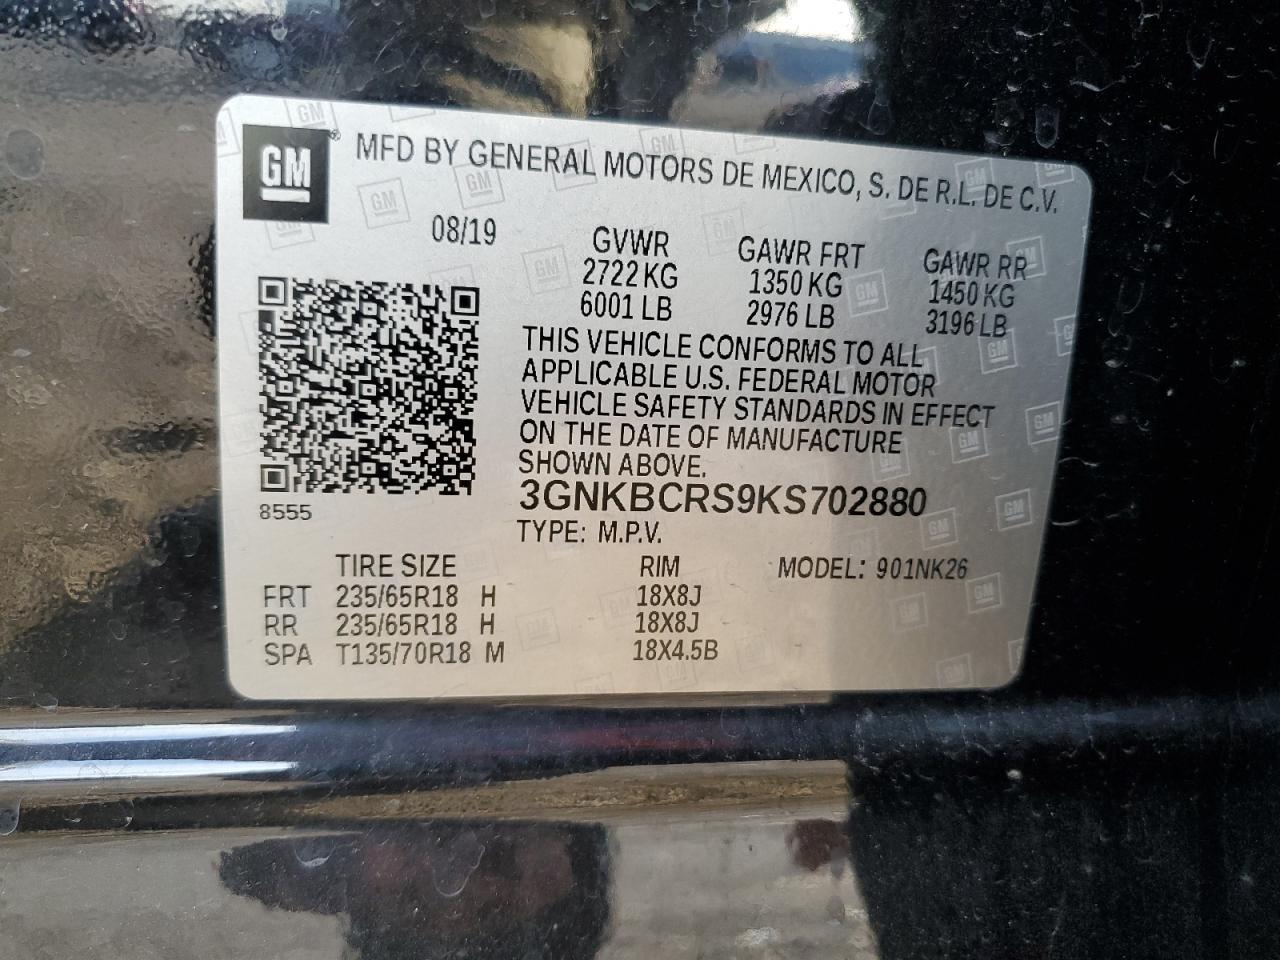 GM
MFD BY GENERAL MOTORS DE MEXICO, S. DE R.L. DE C.V.
08/19
GVWR GAWR FRT GAWR RR
2722 KG 1350 KG 1450 KG
6001 LB 2976 LB 3196 LB
THIS VEHICLE CONFORMS TO ALL
APPLICABLE U.S. FEDERAL MOTOR
VEHICLE SAFETY STANDARDS IN EFFECT
ON THE DATE OF MANUFACTURE
SHOWN ABOVE.
3GNKBCRS9KS702880
8555
TYPE: M.P.V.
TIRE SIZE RIM MODEL: 901NK26
FRT 235/65R18 H 18X8J
RR 235/65R18 H 18X8J
SPA T135/70R18 M 18X4.5B